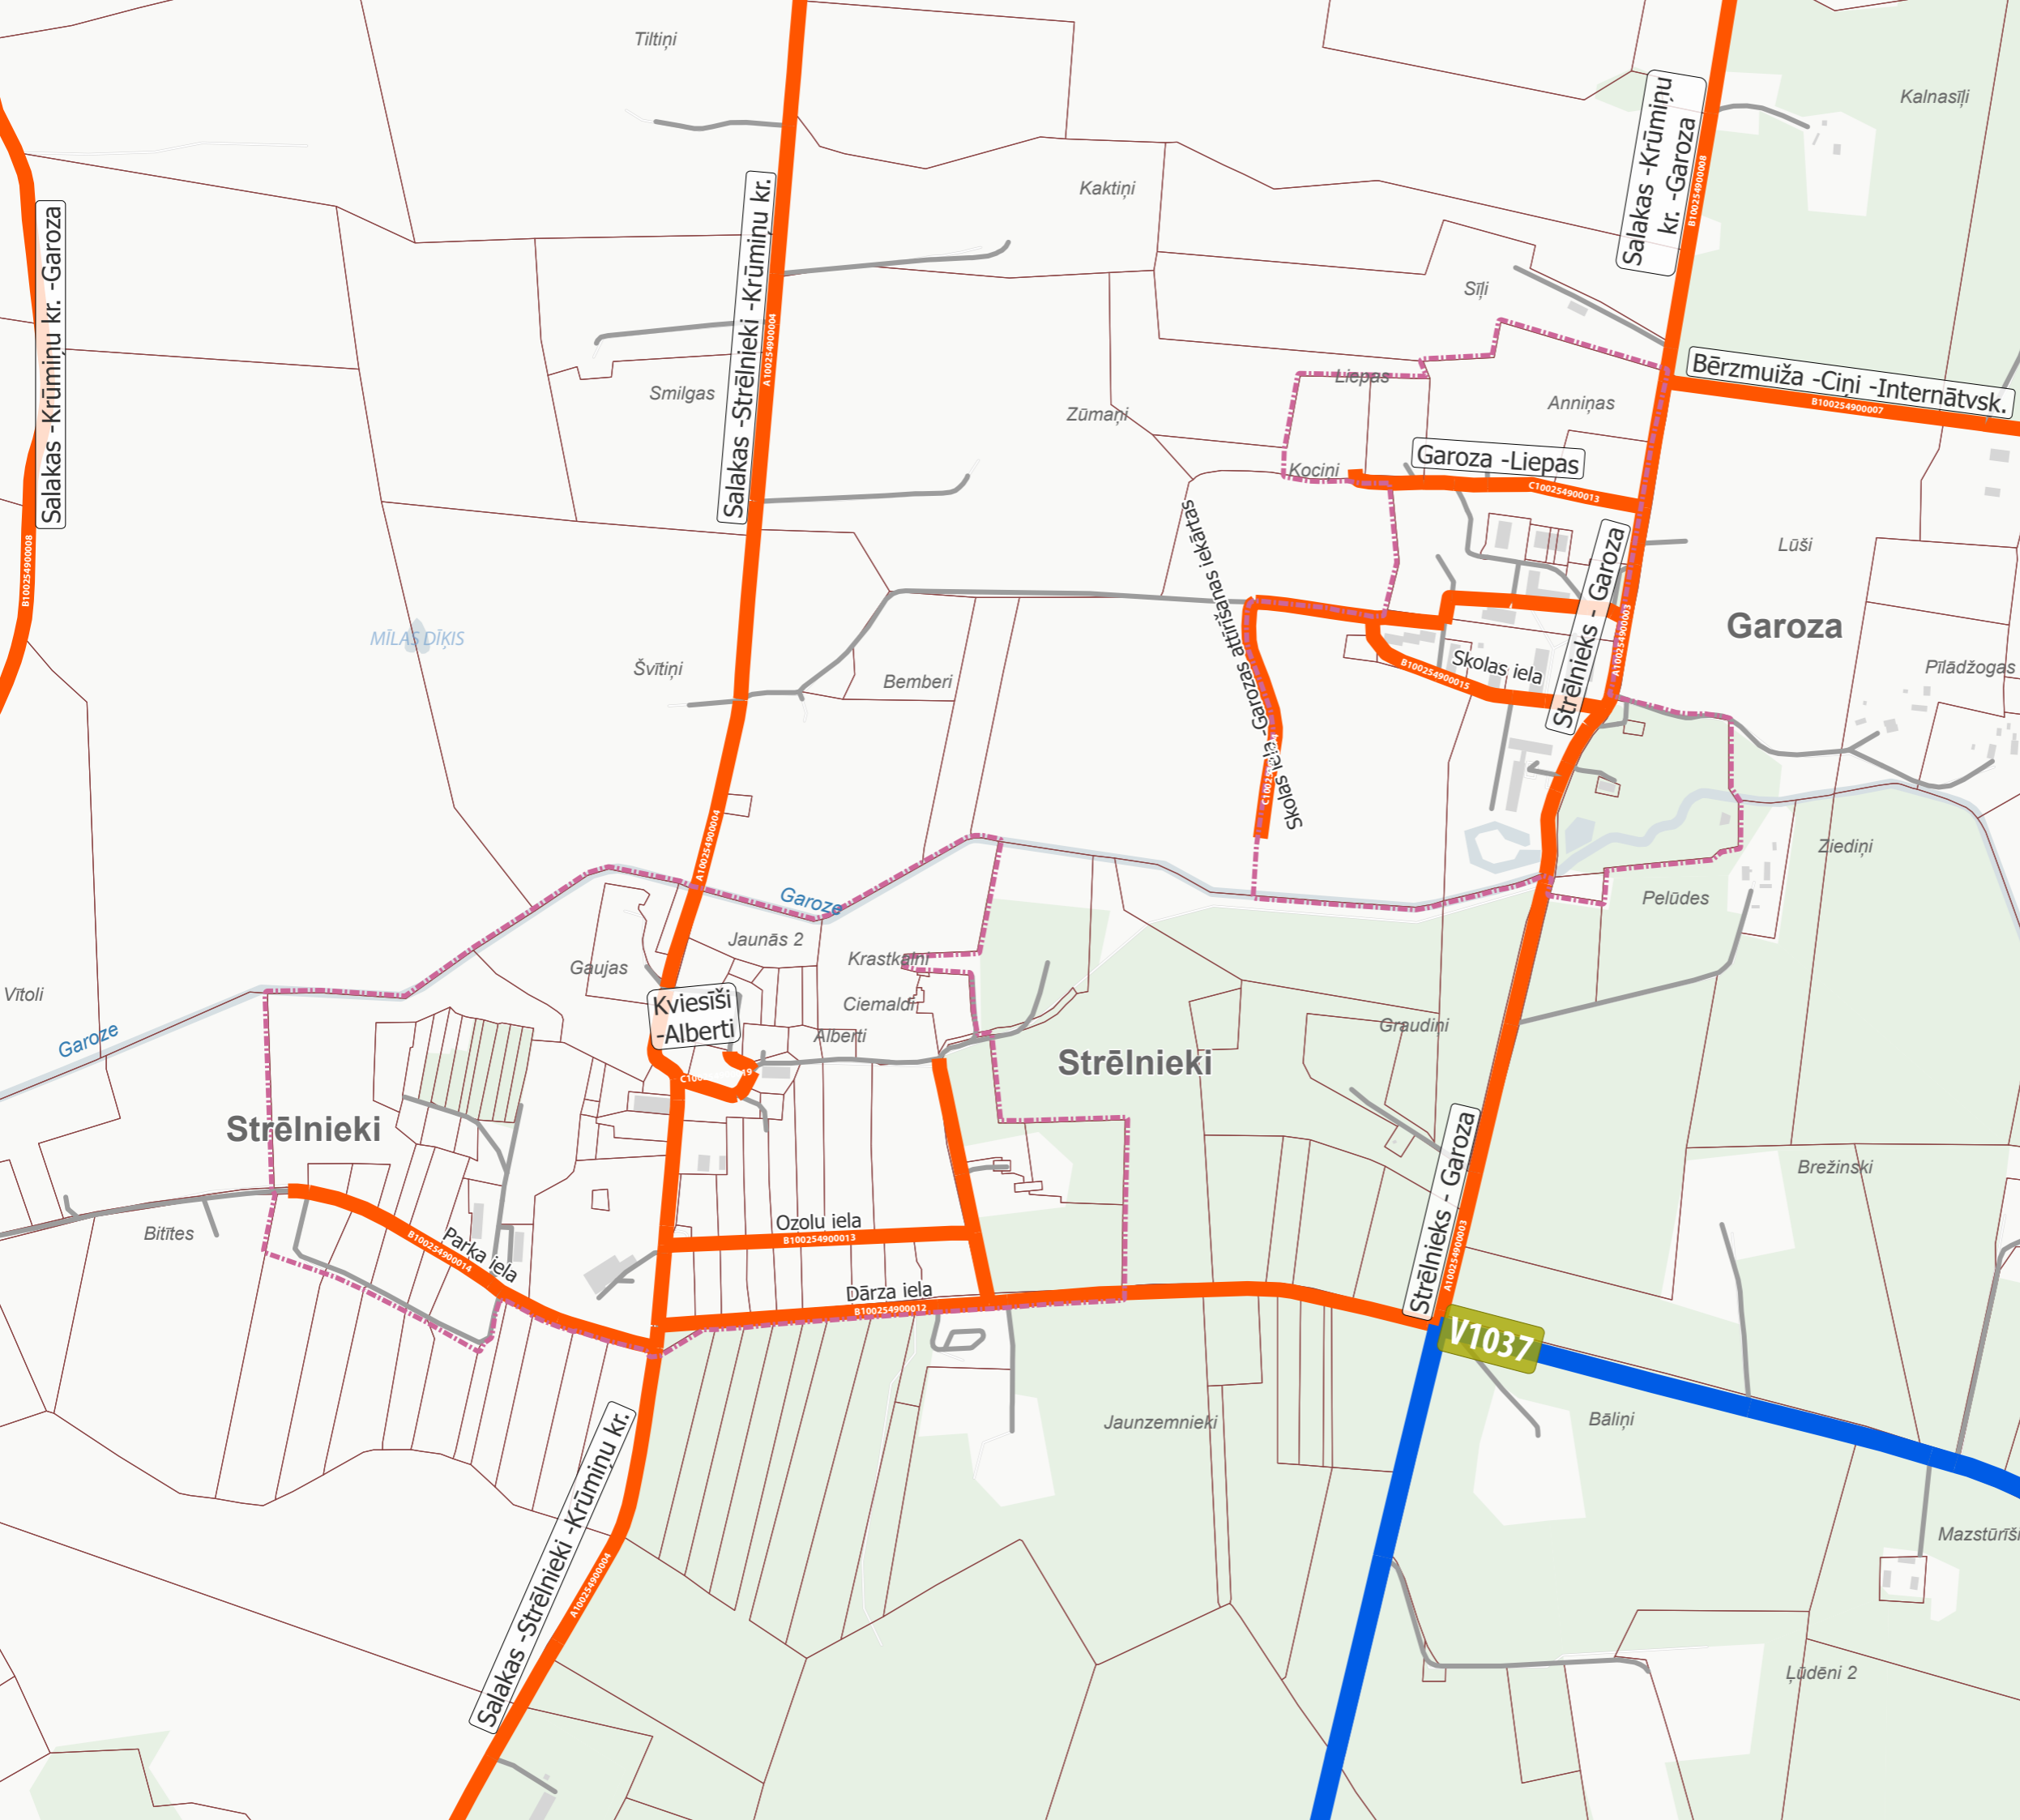 Tiltiņi
Kalnasīļi
Salakas -Krūmiņu
kr. -Garoza
B100254900008
Kaktiņi
Salakas -Strēlnieki -Krūmiņu kr.
A100254900004
Salakas -Krūmiņu kr. -Garoza
B100254900008
Sīļi
Liepas
Smilgas
Zūmaņi
Anniņas
Bērzmuiža -Ciņi -Internātvsk.
B100254900007
Garoza -Liepas
C100254900013
Kociņi
Lūši
Garoza
Strēlnieks - Garoza
A100254900003
Skolas iela -Garozas attīrīšanas iekārtas
Skolas iela
B100254900015
MĪLAS DĪĶIS
Švītiņi
Bemberi
Pīlādžogas
A100254900004
Ziediņi
Pelūdes
Garoze
Jaunās 2
Krastkalni
Gaujas
Vītoli
Kviesīši
-Alberti
Ciemaldi
Alberti
Garoze
Graudiņi
Strēlnieki
Strēlnieki
Brežinski
Bitītes
Parka iela
B100254900014
Ozolu iela
B100254900013
Dārza iela
B100254900012
Strēlnieks - Garoza
A100254900003
V1037
Jaunzemnieki
Bāliņi
Salakas -Strēlnieki -Krūmiņu kr.
A100254900004
Mazstūrīši
Ļūdēni 2